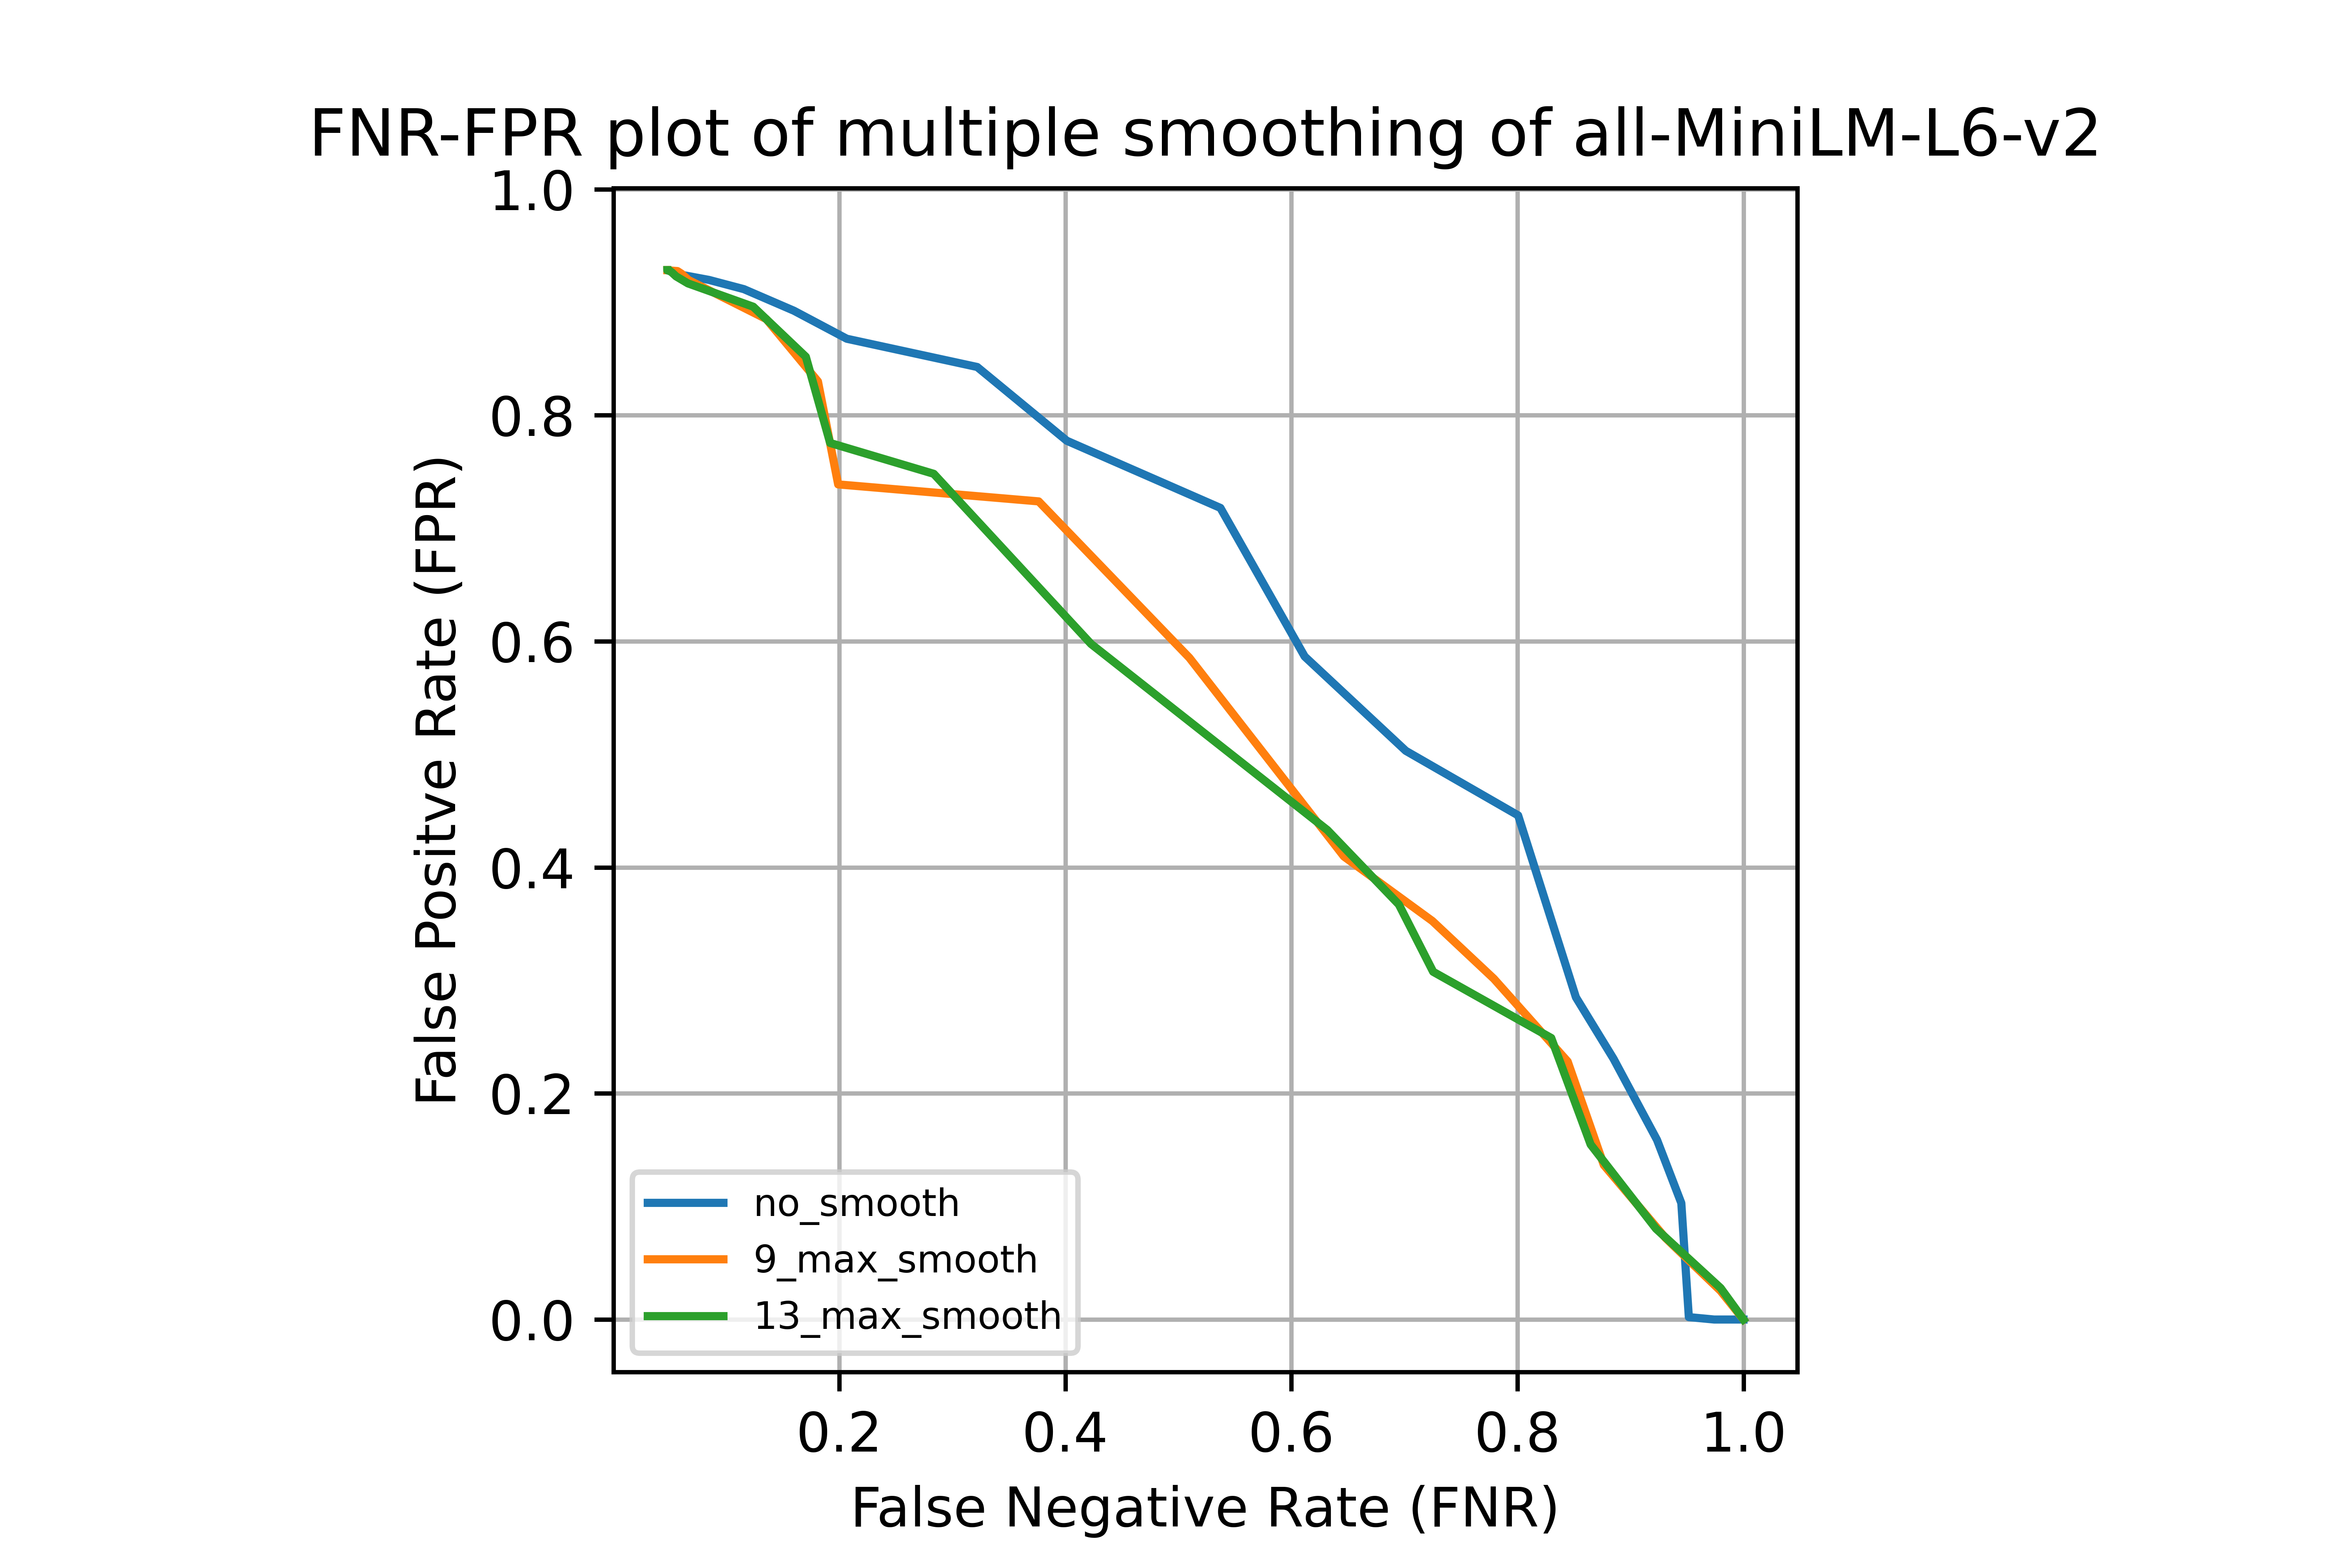 FNR-FPR plot of multiple smoothing of all-MiniLM-L6-v2
1.0
0.8
0.6
0.4
0.2
0.0
False Positve Rate (FPR)
no_smooth
9_max_smooth
13_max_smooth
0.2 0.4 0.6 0.8 1.0
False Negative Rate (FNR)